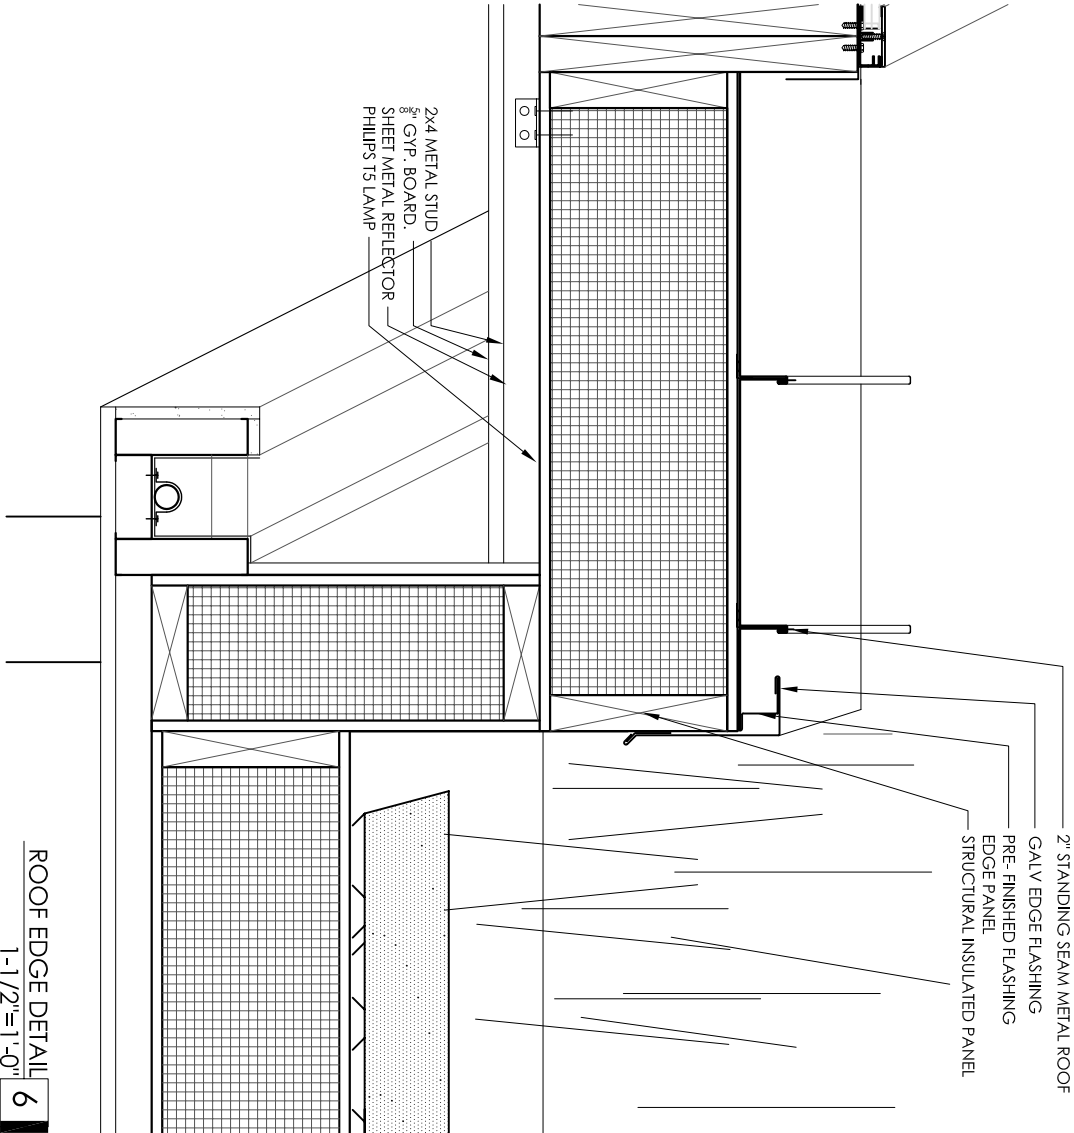 2" STANDING SEAM METAL ROOF
GALV EDGE FLASHING
PRE- FINISHED FLASHING
EDGE PANEL
STRUCTURAL INSULATED PANEL
2x4 METAL STUD
5/8" GYP. BOARD.
SHEET METAL REFLECTOR
PHILIPS T5 LAMP
ROOF EDGE DETAIL
1-1/2"=1'-0"
6